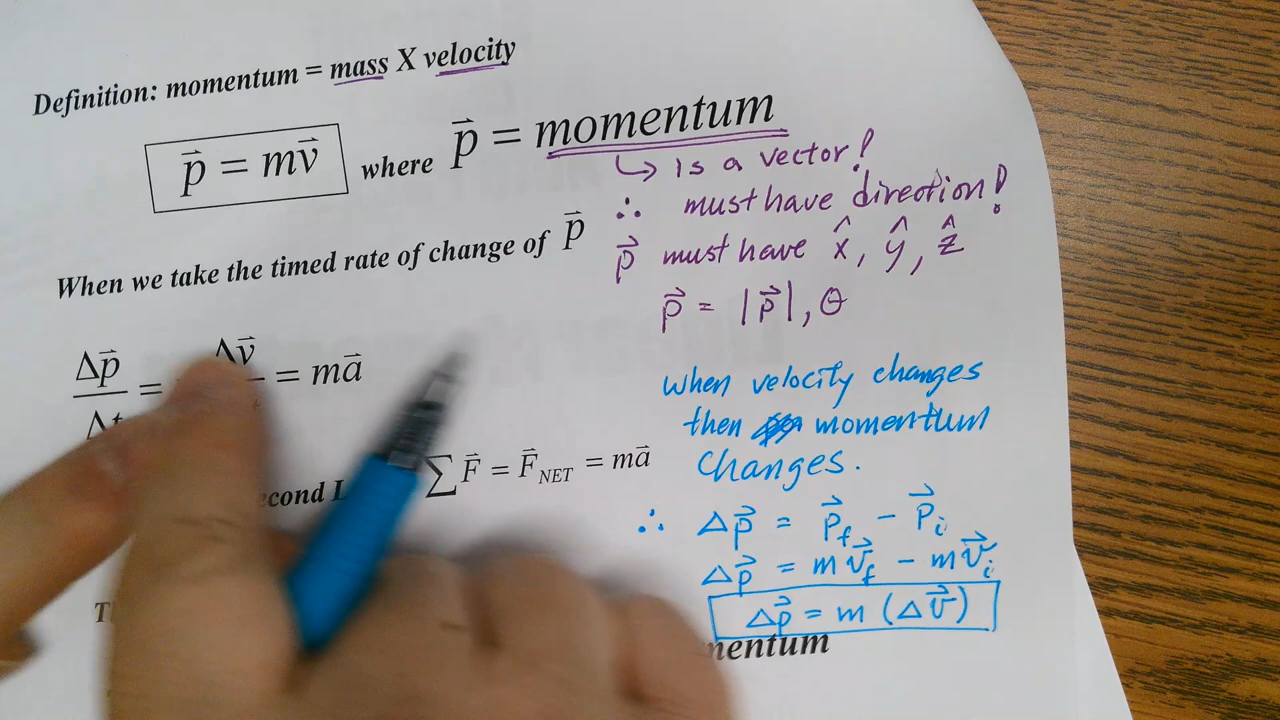 Definition: momentum = mass X velocity
p⃗ = mv⃗ where p⃗ = momentum
↳ is a vector!
∴ must have direction!
p⃗ must have x̂, ŷ, ẑ
p⃗ = |p⃗|, θ
When we take the timed rate of change of p⃗
Δp⃗/Δt = Δv⃗ = ma⃗
when velocity changes
then momentum
changes.
∑F⃗ = F⃗NET = ma⃗
∴ Δp⃗ = p⃗f − p⃗i
Δp⃗ = mv⃗f − mv⃗i
Δp⃗ = m (Δv⃗)